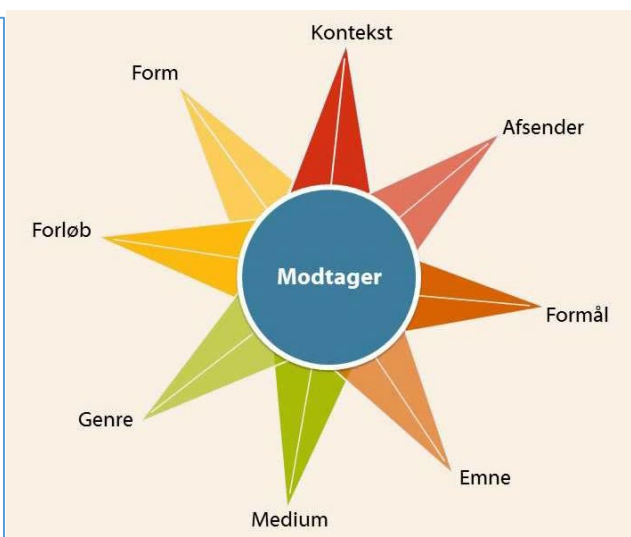 Kontekst
Form
Afsender
Forløb
Modtager
Formål
Genre
Emne
Medium